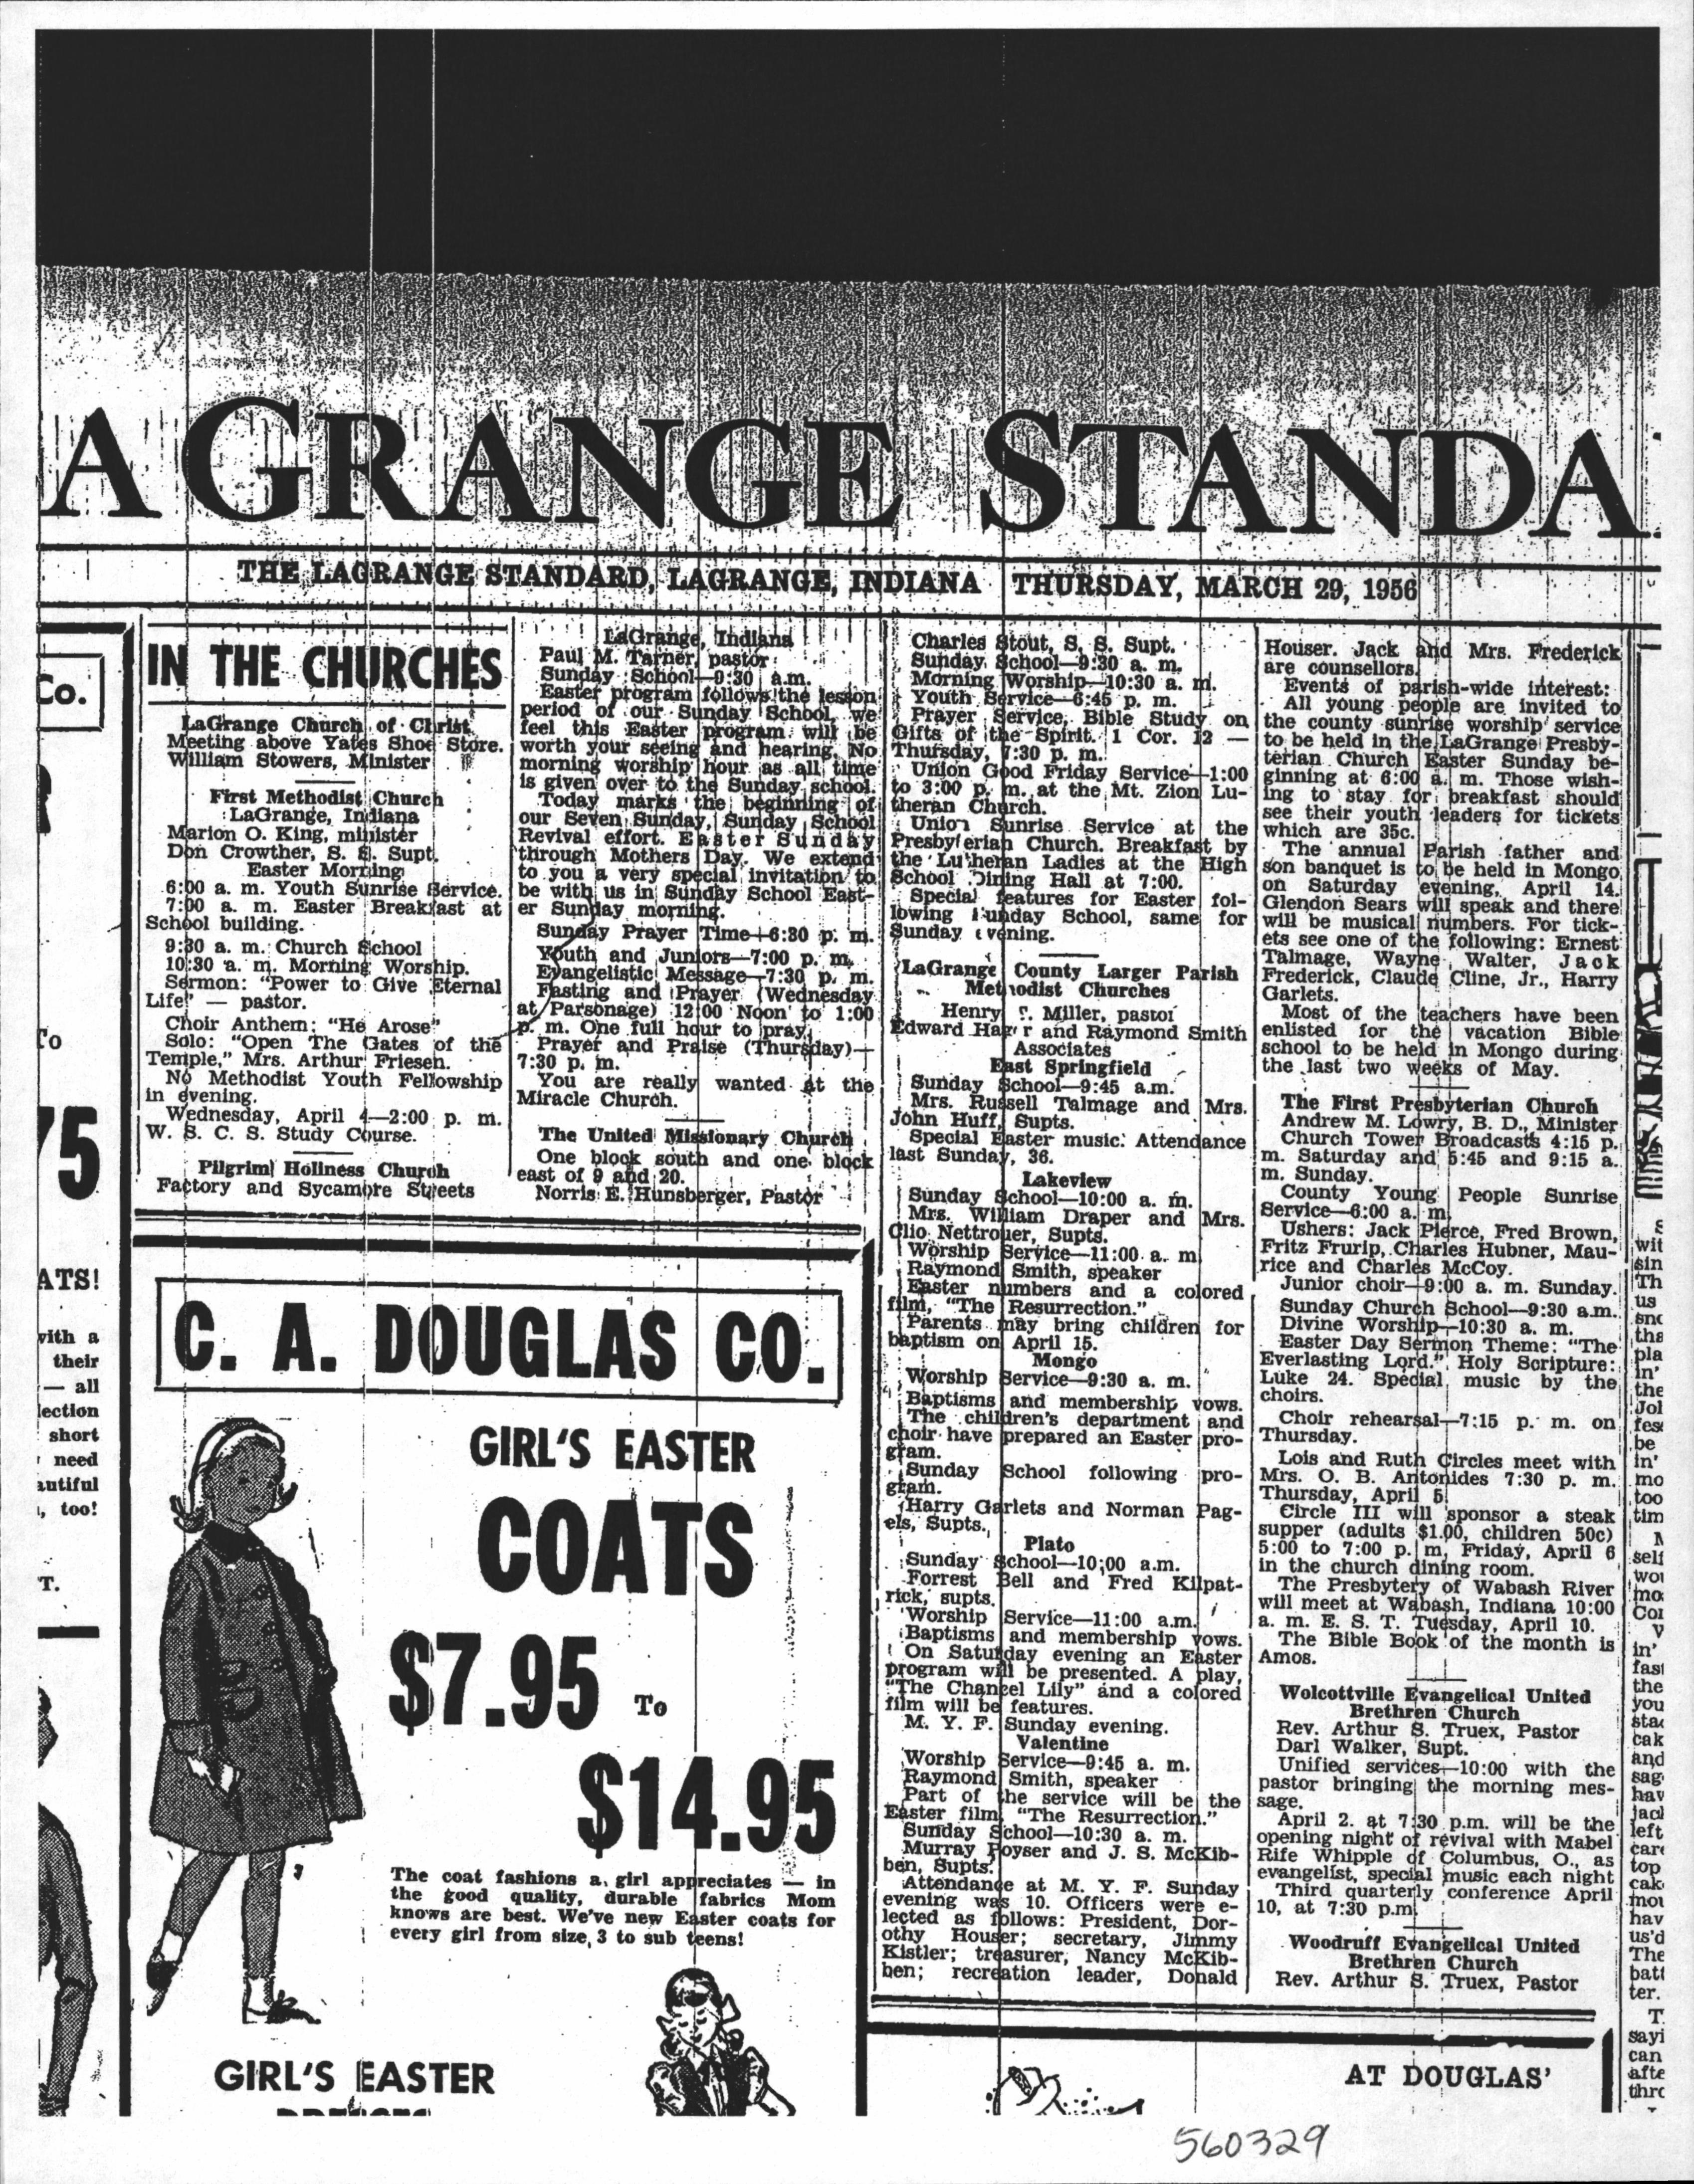 A GRANGE STANDA
THE LAGRANGE STANDARD, LAGRANGE, INDIANA THURSDAY, MARCH 29, 1956
Co.
To
75
ATS!
with a
their
— all
lection
short
need
autiful
, too!
T.
IN THE CHURCHES
LaGrange Church of Christ
Meeting above Yates Shoe Store.
William Stowers, Minister
First Methodist Church
LaGrange, Indiana
Marion O. King, minister
Don Crowther, S. S. Supt.
Easter Morning
6:00 a. m. Youth Sunrise Service.
7:00 a. m. Easter Breakfast at
School building.
9:30 a. m. Church School
10:30 a. m. Morning Worship.
Sermon: "Power to Give Eternal
Life" — pastor.
Choir Anthem: "He Arose"
Solo: "Open The Gates of the
Temple," Mrs. Arthur Friesen.
No Methodist Youth Fellowship
in evening.
Wednesday, April 4—2:00 p. m.
W. S. C. S. Study Course.
Pilgrim Holiness Church
Factory and Sycamore Streets
LaGrange, Indiana
Paul M. Tarner, pastor
Sunday School—9:30 a.m.
Easter program follows the lesson
period of our Sunday School, we
feel this Easter program will be
worth your seeing and hearing. No
morning worship hour as all time
is given over to the Sunday school.
Today marks the beginning of
our Seven Sunday, Sunday School
Revival effort. Easter Sunday
through Mothers Day. We extend
to you a very special invitation to
be with us in Sunday School East-
er Sunday morning.
Sunday Prayer Time—6:30 p. m.
Youth and Juniors—7:00 p. m.
Evangelistic Message—7:30 p. m.
Fasting and Prayer (Wednesday
at Parsonage) 12:00 Noon to 1:00
p. m. One full hour to pray.
Prayer and Praise (Thursday)—
7:30 p. m.
You are really wanted at the
Miracle Church.
The United Missionary Church
One block south and one block
east of 9 and 20.
Norris E. Hunsberger, Pastor
Charles Stout, S. S. Supt.
Sunday School—9:30 a. m.
Morning Worship—10:30 a. m.
Youth Service—6:45 p. m.
Prayer Service, Bible Study on
Gifts of the Spirit. 1 Cor. 12 —
Thursday, 7:30 p. m.
Union Good Friday Service—1:00
to 3:00 p. m. at the Mt. Zion Lu-
theran Church.
Union Sunrise Service at the
Presbyterian Church. Breakfast by
the Lutheran Ladies at the High
School Dining Hall at 7:00.
Special features for Easter fol-
lowing Sunday School, same for
Sunday evening.
LaGrange County Larger Parish
Methodist Churches
Henry Miller, pastor
Edward and Raymond Smith
Associates
East Springfield
Sunday School—9:45 a.m.
Mrs. Russell Talmage and Mrs.
John Huff, Supts.
Special Easter music. Attendance
last Sunday, 36.
Lakeview
Sunday School—10:00 a. m.
Mrs. William Draper and Mrs.
Clio Nettrouer, Supts.
Worship Service—11:00 a. m.
Raymond Smith, speaker
Easter numbers and a colored
film, "The Resurrection."
Parents may bring children for
baptism on April 15.
Mongo
Worship Service—9:30 a. m.
Baptisms and membership vows.
The children's department and
choir have prepared an Easter pro-
gram.
Sunday School following pro-
gram.
Harry Garlets and Norman Pag-
els, Supts.
Plato
Sunday School—10:00 a.m.
Forrest Bell and Fred Kilpat-
rick, supts.
Worship Service—11:00 a.m.
Baptisms and membership vows.
On Saturday evening an Easter
program will be presented. A play,
"The Chancel Lily" and a colored
film will be features.
M. Y. F. Sunday evening.
Valentine
Worship Service—9:45 a. m.
Raymond Smith, speaker
Part of the service will be the
Easter film, "The Resurrection."
Sunday School—10:30 a. m.
Murray Foyser and J. S. McKib-
ben, Supts.
Attendance at M. Y. F. Sunday
evening was 10. Officers were e-
lected as follows: President, Dor-
othy Houser; secretary, Jimmy
Kistler; treasurer, Nancy McKib-
ben; recreation leader, Donald
Houser. Jack and Mrs. Frederick
are counsellors.
Events of parish-wide interest:
All young people are invited to
the county sunrise worship service
to be held in the LaGrange Presby-
terian Church Easter Sunday be-
ginning at 6:00 a. m. Those wish-
ing to stay for breakfast should
see their youth leaders for tickets
which are 35c.
The annual Parish father and
son banquet is to be held in Mongo
on Saturday evening, April 14.
Glendon Sears will speak and there
will be musical numbers. For tick-
ets see one of the following: Ernest
Talmage, Wayne Walter, Jack
Frederick, Claude Cline, Jr., Harry
Garlets.
Most of the teachers have been
enlisted for the vacation Bible
school to be held in Mongo during
the last two weeks of May.
The First Presbyterian Church
Andrew M. Lowry, B. D., Minister
Church Tower Broadcasts 4:15 p.
m. Saturday and 5:45 and 9:15 a.
m. Sunday.
County Young People Sunrise
Service—6:00 a. m.
Ushers: Jack Pierce, Fred Brown,
Fritz Frurip, Charles Hubner, Mau-
rice and Charles McCoy.
Junior choir—9:00 a. m. Sunday.
Sunday Church School—9:30 a.m.
Divine Worship—10:30 a. m.
Easter Day Sermon Theme: "The
Everlasting Lord." Holy Scripture:
Luke 24. Special music by the
choirs.
Choir rehearsal—7:15 p. m. on
Thursday.
Lois and Ruth Circles meet with
Mrs. O. B. Antonides 7:30 p. m.
Thursday, April 5.
Circle III will sponsor a steak
supper (adults $1.00, children 50c)
5:00 to 7:00 p. m. Friday, April 6
in the church dining room.
The Presbytery of Wabash River
will meet at Wabash, Indiana 10:00
a. m. E. S. T. Tuesday, April 10.
The Bible Book of the month is
Amos.
Wolcottville Evangelical United
Brethren Church
Rev. Arthur S. Truex, Pastor
Darl Walker, Supt.
Unified services—10:00 with the
pastor bringing the morning mes-
sage.
April 2. at 7:30 p.m. will be the
opening night of revival with Mabel
Rife Whipple of Columbus, O., as
evangelist, special music each night
Third quarterly conference April
10, at 7:30 p.m.
Woodruff Evangelical United
Brethren Church
Rev. Arthur S. Truex, Pastor
C. A. DOUGLAS CO.
GIRL'S EASTER
COATS
$7.95 To
$14.95
The coat fashions a girl appreciates — in
the good quality, durable fabrics Mom
knows are best. We've new Easter coats for
every girl from size 3 to sub teens!
GIRL'S EASTER
AT DOUGLAS'
560329